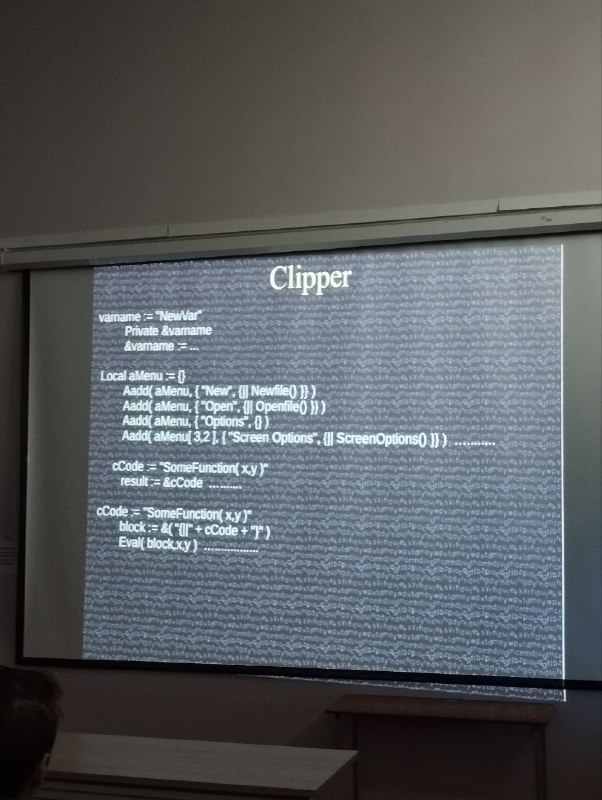 Clipper
varname := "NewVar"
Private &varname
&varname := ...
Local aMenu := {}
Aadd( aMenu, { "New", {|| Newfile() }} )
Aadd( aMenu, { "Open", {|| Openfile() }} )
Aadd( aMenu, { "Options", {} )
Aadd( aMenu[ 3,2 ], { "Screen Options", {|| ScreenOptions() }} ) ............
cCode := "SomeFunction( x,y )"
result := &cCode ..........
cCode := "SomeFunction( x,y )"
block := &( "{||" + cCode + "}" )
Eval( block,x,y ) .................